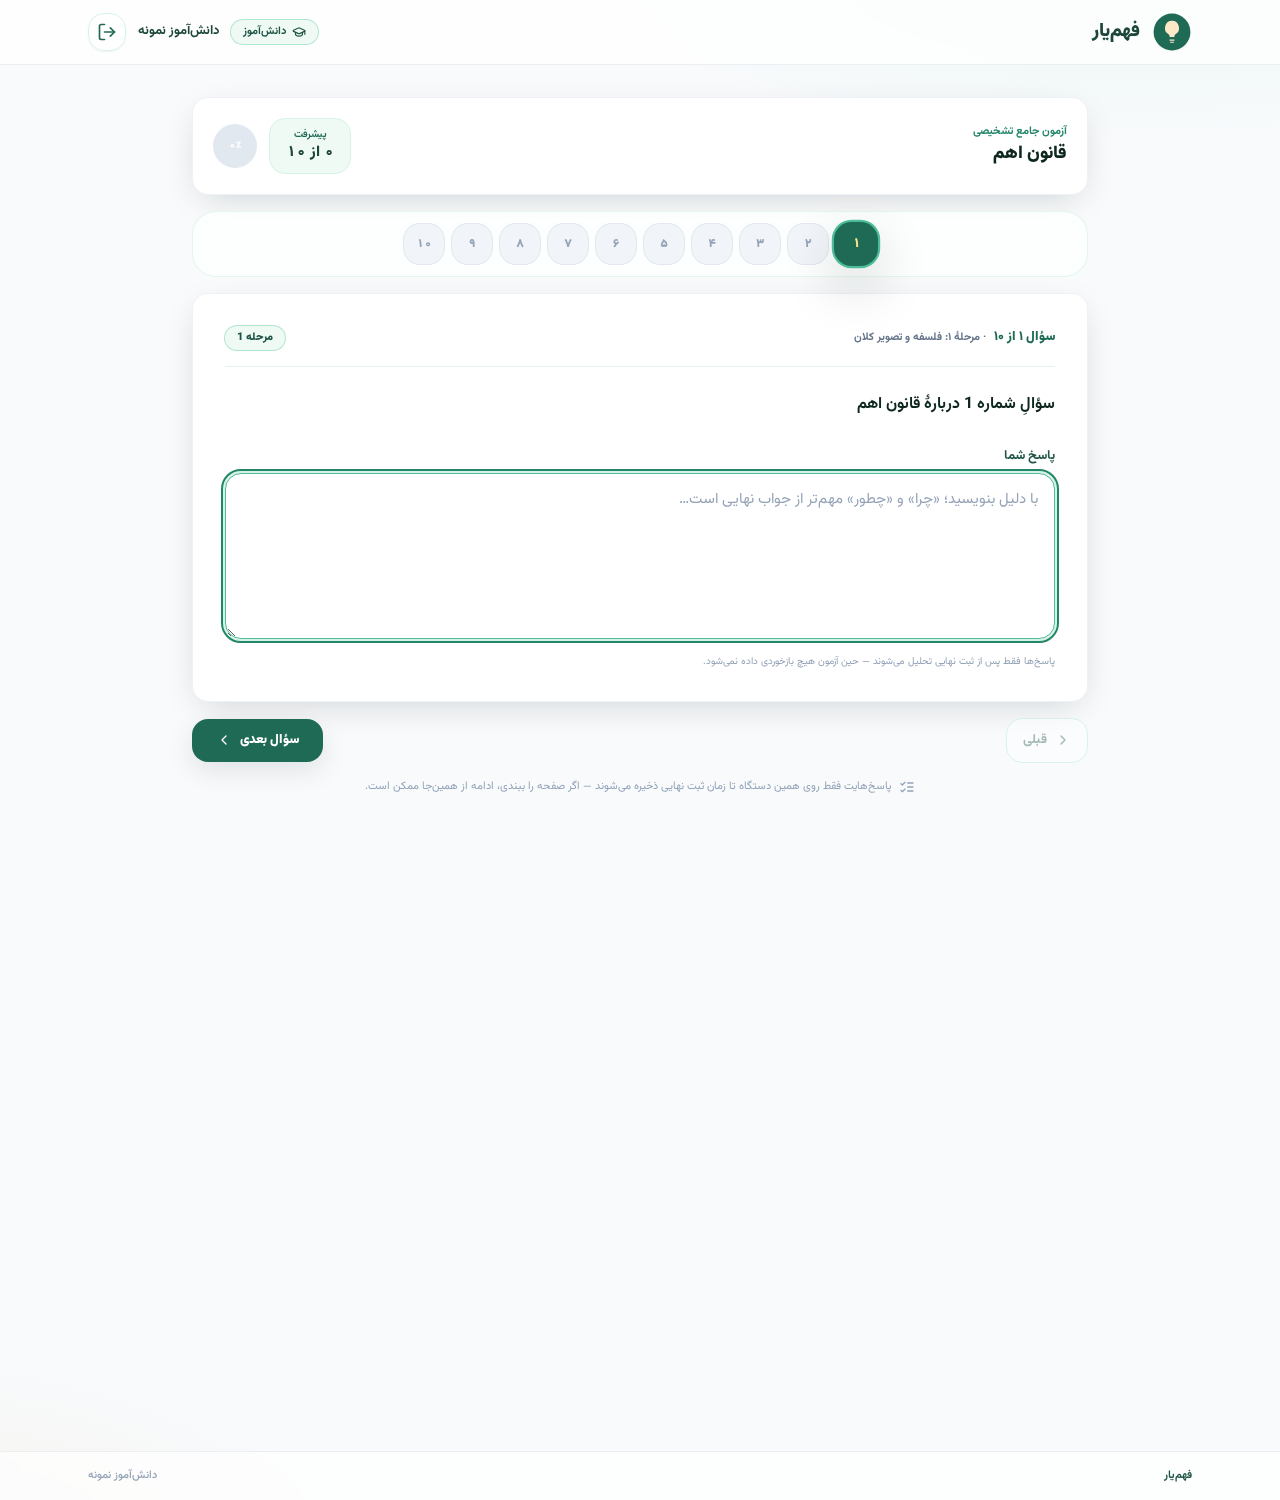 فهم‌یار
دانش‌آموز
دانش‌آموز نمونه
آزمون جامع تشخیصی
قانون اهم
پیشرفت
۰ از ۱۰
۰٪
۱
۲
۳
۴
۵
۶
۷
۸
۹
۱۰
سؤال ۱ از ۱۰ · مرحلهٔ ۱: فلسفه و تصویر کلان
مرحله 1
سؤالِ شماره 1 دربارهٔ قانون اهم
پاسخ شما
با دلیل بنویسید؛ «چرا» و «چطور» مهم‌تر از جواب نهایی است…
پاسخ‌ها فقط پس از ثبت نهایی تحلیل می‌شوند — حین آزمون هیچ بازخوردی داده نمی‌شود.
قبلی
سؤال بعدی
پاسخ‌هایت فقط روی همین دستگاه تا زمان ثبت نهایی ذخیره می‌شوند — اگر صفحه را ببندی، ادامه از همین‌جا ممکن است.
فهم‌یار
دانش‌آموز نمونه